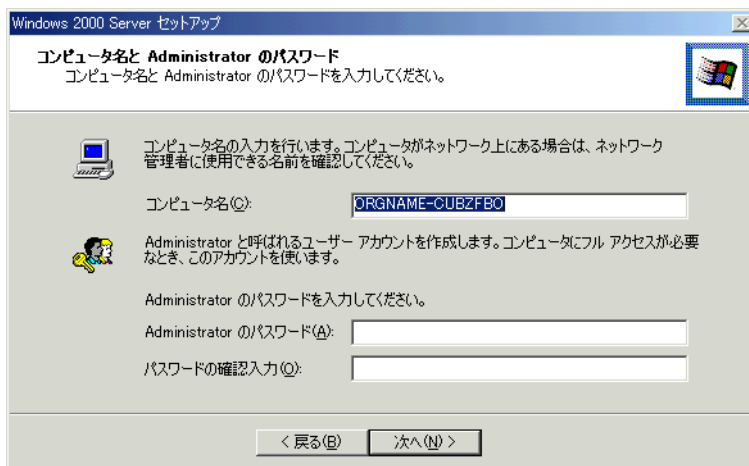 Windows 2000 Server セットアップ
コンピュータ名と Administrator のパスワード
コンピュータ名と Administrator のパスワードを入力してください。
コンピュータ名の入力を行います。コンピュータがネットワーク上にある場合は、ネットワーク
管理者に使用できる名前を確認してください。
コンピュータ名(C): ORGNAME-CUBZFBO
Administrator と呼ばれるユーザー アカウントを作成します。コンピュータにフル アクセスが必要
なとき、このアカウントを使います。
Administrator のパスワードを入力してください。
Administrator のパスワード(A):
パスワードの確認入力(O):
< 戻る(B) 次へ(N) >